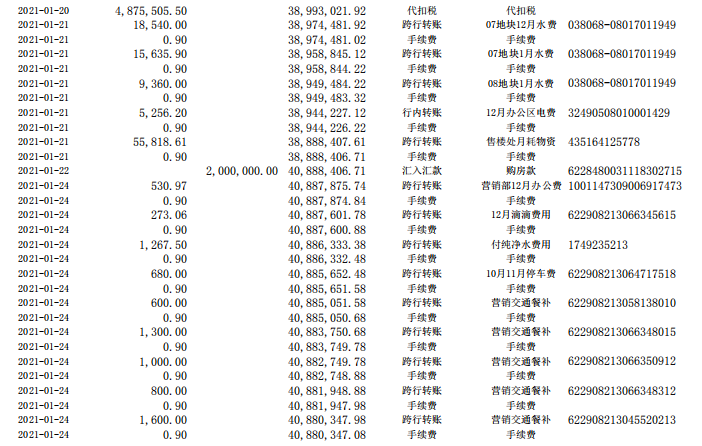 2021-01-20 4,875,505.50 38,993,021.92 代扣税 代扣税
2021-01-21 18,540.00 38,974,481.92 跨行转账 07地块12月水费 038068-08017011949
2021-01-21 0.90 38,974,481.02 手续费 手续费
2021-01-21 15,635.90 38,958,845.12 跨行转账 07地块1月水费 038068-08017011949
2021-01-21 0.90 38,958,844.22 手续费 手续费
2021-01-21 9,360.00 38,949,484.22 跨行转账 08地块1月水费 038068-08017011949
2021-01-21 0.90 38,949,483.32 手续费 手续费
2021-01-21 5,256.20 38,944,227.12 行内转账 12月办公区电费 32490508010001429
2021-01-21 0.90 38,944,226.22 手续费 手续费
2021-01-21 55,818.61 38,888,407.61 跨行转账 售楼处月耗物资 435164125778
2021-01-21 0.90 38,888,406.71 手续费 手续费
2021-01-22 2,000,000.00 40,888,406.71 汇入汇款 购房款 6228480031118302715
2021-01-24 530.97 40,887,875.74 跨行转账 营销部12月办公费 1001147309006917473
2021-01-24 0.90 40,887,874.84 手续费 手续费
2021-01-24 273.06 40,887,601.78 跨行转账 12月滴滴费用 622908213066345615
2021-01-24 0.90 40,887,600.88 手续费 手续费
2021-01-24 1,267.50 40,886,333.38 跨行转账 付纯净水费用 1749235213
2021-01-24 0.90 40,886,332.48 手续费 手续费
2021-01-24 680.00 40,885,652.48 跨行转账 10月11月停车费 622908213064717518
2021-01-24 0.90 40,885,651.58 手续费 手续费
2021-01-24 600.00 40,885,051.58 跨行转账 营销交通餐补 622908213058138010
2021-01-24 0.90 40,885,050.68 手续费 手续费
2021-01-24 1,300.00 40,883,750.68 跨行转账 营销交通餐补 622908213066348015
2021-01-24 0.90 40,883,749.78 手续费 手续费
2021-01-24 1,000.00 40,882,749.78 跨行转账 营销交通餐补 622908213066350912
2021-01-24 0.90 40,882,748.88 手续费 手续费
2021-01-24 800.00 40,881,948.88 跨行转账 营销交通餐补 622908213066348312
2021-01-24 0.90 40,881,947.98 手续费 手续费
2021-01-24 1,600.00 40,880,347.98 跨行转账 营销交通餐补 622908213045520213
2021-01-24 0.90 40,880,347.08 手续费 手续费